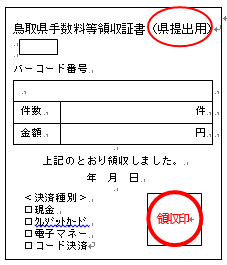 鳥取県手数料等領収証書（県提出用）
バーコード番号
件数 件
金額 円
上記のとおり領収しました。
年 月 日
＜決済種別＞
□現金
□クレジットカード
□電子マネー
□コード決済
領収印